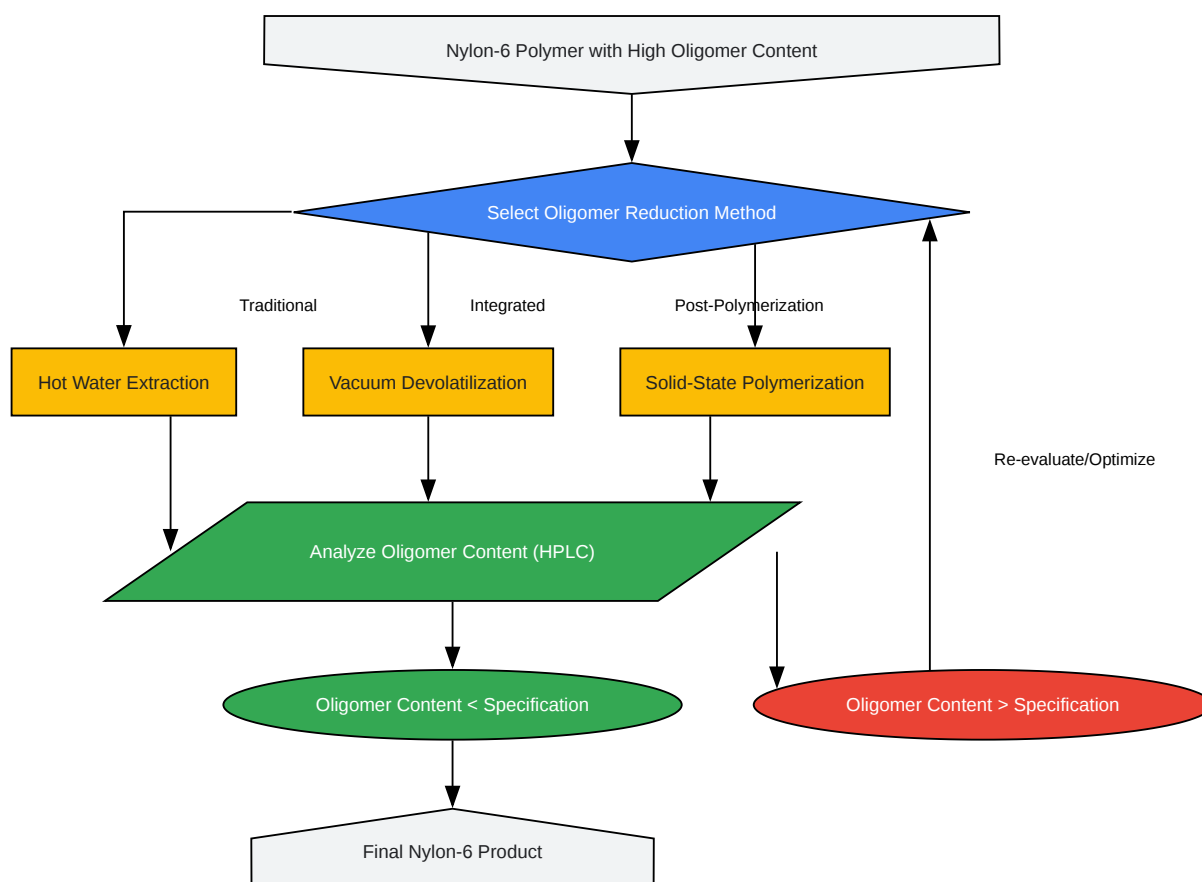 Nylon-6 Polymer with High Oligomer Content
Select Oligomer Reduction Method
Traditional
Integrated
Post-Polymerization
Hot Water Extraction
Vacuum Devolatilization
Solid-State Polymerization
Re-evaluate/Optimize
Analyze Oligomer Content (HPLC)
Oligomer Content < Specification
Oligomer Content > Specification
Final Nylon-6 Product